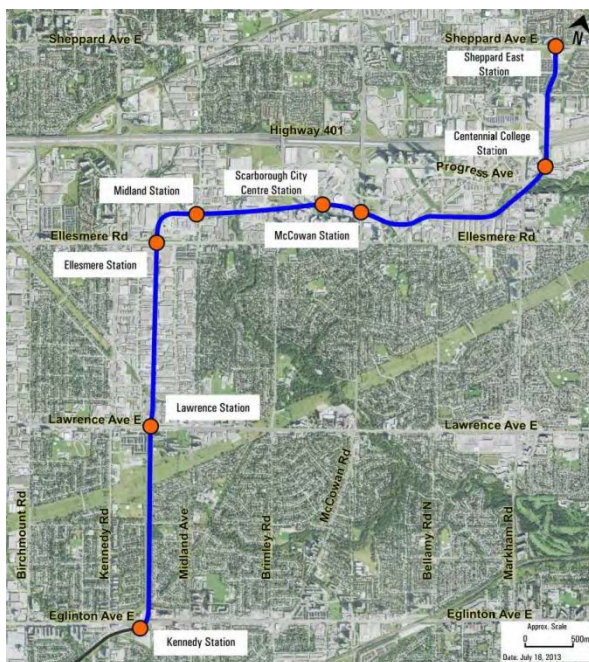 Sheppard Ave E
Sheppard Ave E
N
Sheppard East
Station
Highway 401
Centennial College
Station
Progress Ave
Scarborough City
Centre Station
Midland Station
McCowan Station
Ellesmere Rd
Ellesmere Rd
Ellesmere Station
Lawrence Station
Lawrence Ave E
Lawrence Ave E
Birchmount Rd
Kennedy Rd
Midland Ave
Brimley Rd
McCowan Rd
Bellamy Rd N
Markham Rd
Eglinton Ave E
Eglinton Ave E
Kennedy Station
Approx. Scale
0 500m
Date: July 16, 2013